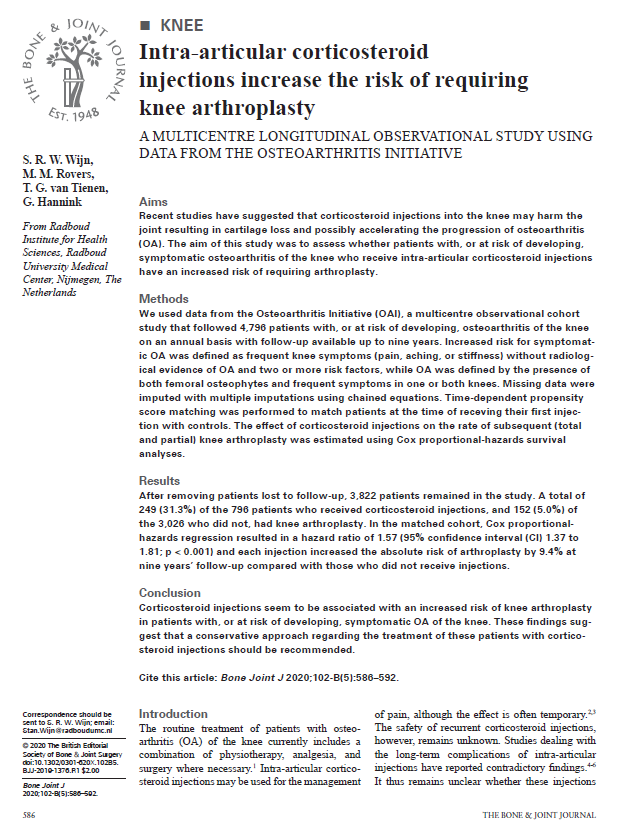 THE BONE & JOINT JOURNAL
EST. 1948
■ KNEE
Intra-articular corticosteroid
injections increase the risk of requiring
knee arthroplasty
A MULTICENTRE LONGITUDINAL OBSERVATIONAL STUDY USING
DATA FROM THE OSTEOARTHRITIS INITIATIVE
S. R. W. Wijn,
M. M. Rovers,
T. G. van Tienen,
G. Hannink
From Radboud
Institute for Health
Sciences, Radboud
University Medical
Center, Nijmegen, The
Netherlands
Aims
Recent studies have suggested that corticosteroid injections into the knee may harm the
joint resulting in cartilage loss and possibly accelerating the progression of osteoarthritis
(OA). The aim of this study was to assess whether patients with, or at risk of developing,
symptomatic osteoarthritis of the knee who receive intra-articular corticosteroid injections
have an increased risk of requiring arthroplasty.
Methods
We used data from the Osteoarthritis Initiative (OAI), a multicentre observational cohort
study that followed 4,796 patients with, or at risk of developing, osteoarthritis of the knee
on an annual basis with follow-up available up to nine years. Increased risk for symptomat-
ic OA was defined as frequent knee symptoms (pain, aching, or stiffness) without radiolog-
ical evidence of OA and two or more risk factors, while OA was defined by the presence of
both femoral osteophytes and frequent symptoms in one or both knees. Missing data were
imputed with multiple imputations using chained equations. Time-dependent propensity
score matching was performed to match patients at the time of receving their first injec-
tion with controls. The effect of corticosteroid injections on the rate of subsequent (total
and partial) knee arthroplasty was estimated using Cox proportional-hazards survival
analyses.
Results
After removing patients lost to follow-up, 3,822 patients remained in the study. A total of
249 (31.3%) of the 796 patients who received corticosteroid injections, and 152 (5.0%) of
the 3,026 who did not, had knee arthroplasty. In the matched cohort, Cox proportional-
hazards regression resulted in a hazard ratio of 1.57 (95% confidence interval (CI) 1.37 to
1.81; p < 0.001) and each injection increased the absolute risk of arthroplasty by 9.4% at
nine years' follow-up compared with those who did not receive injections.
Conclusion
Corticosteroid injections seem to be associated with an increased risk of knee arthroplasty
in patients with, or at risk of developing, symptomatic OA of the knee. These findings sug-
gest that a conservative approach regarding the treatment of these patients with cortico-
steroid injections should be recommended.
Cite this article: Bone Joint J 2020;102-B(5):586–592.
Correspondence should be
sent to S. R. W. Wijn; email:
Stan.Wijn@radboudumc.nl
© 2020 The British Editorial
Society of Bone & Joint Surgery
doi:10.1302/0301-620X.102B5.
BJJ-2019-1376.R1 $2.00
Bone Joint J
2020;102-B(5):586–592.
Introduction
The routine treatment of patients with osteo-
arthritis (OA) of the knee currently includes a
combination of physiotherapy, analgesia, and
surgery where necessary.1 Intra-articular cortico-
steroid injections may be used for the management
of pain, although the effect is often temporary.2,3
The safety of recurrent corticosteroid injections,
however, remains unknown. Studies dealing with
the long-term complications of intra-articular
injections have reported contradictory findings.4-6
It thus remains unclear whether these injections
586
THE BONE & JOINT JOURNAL